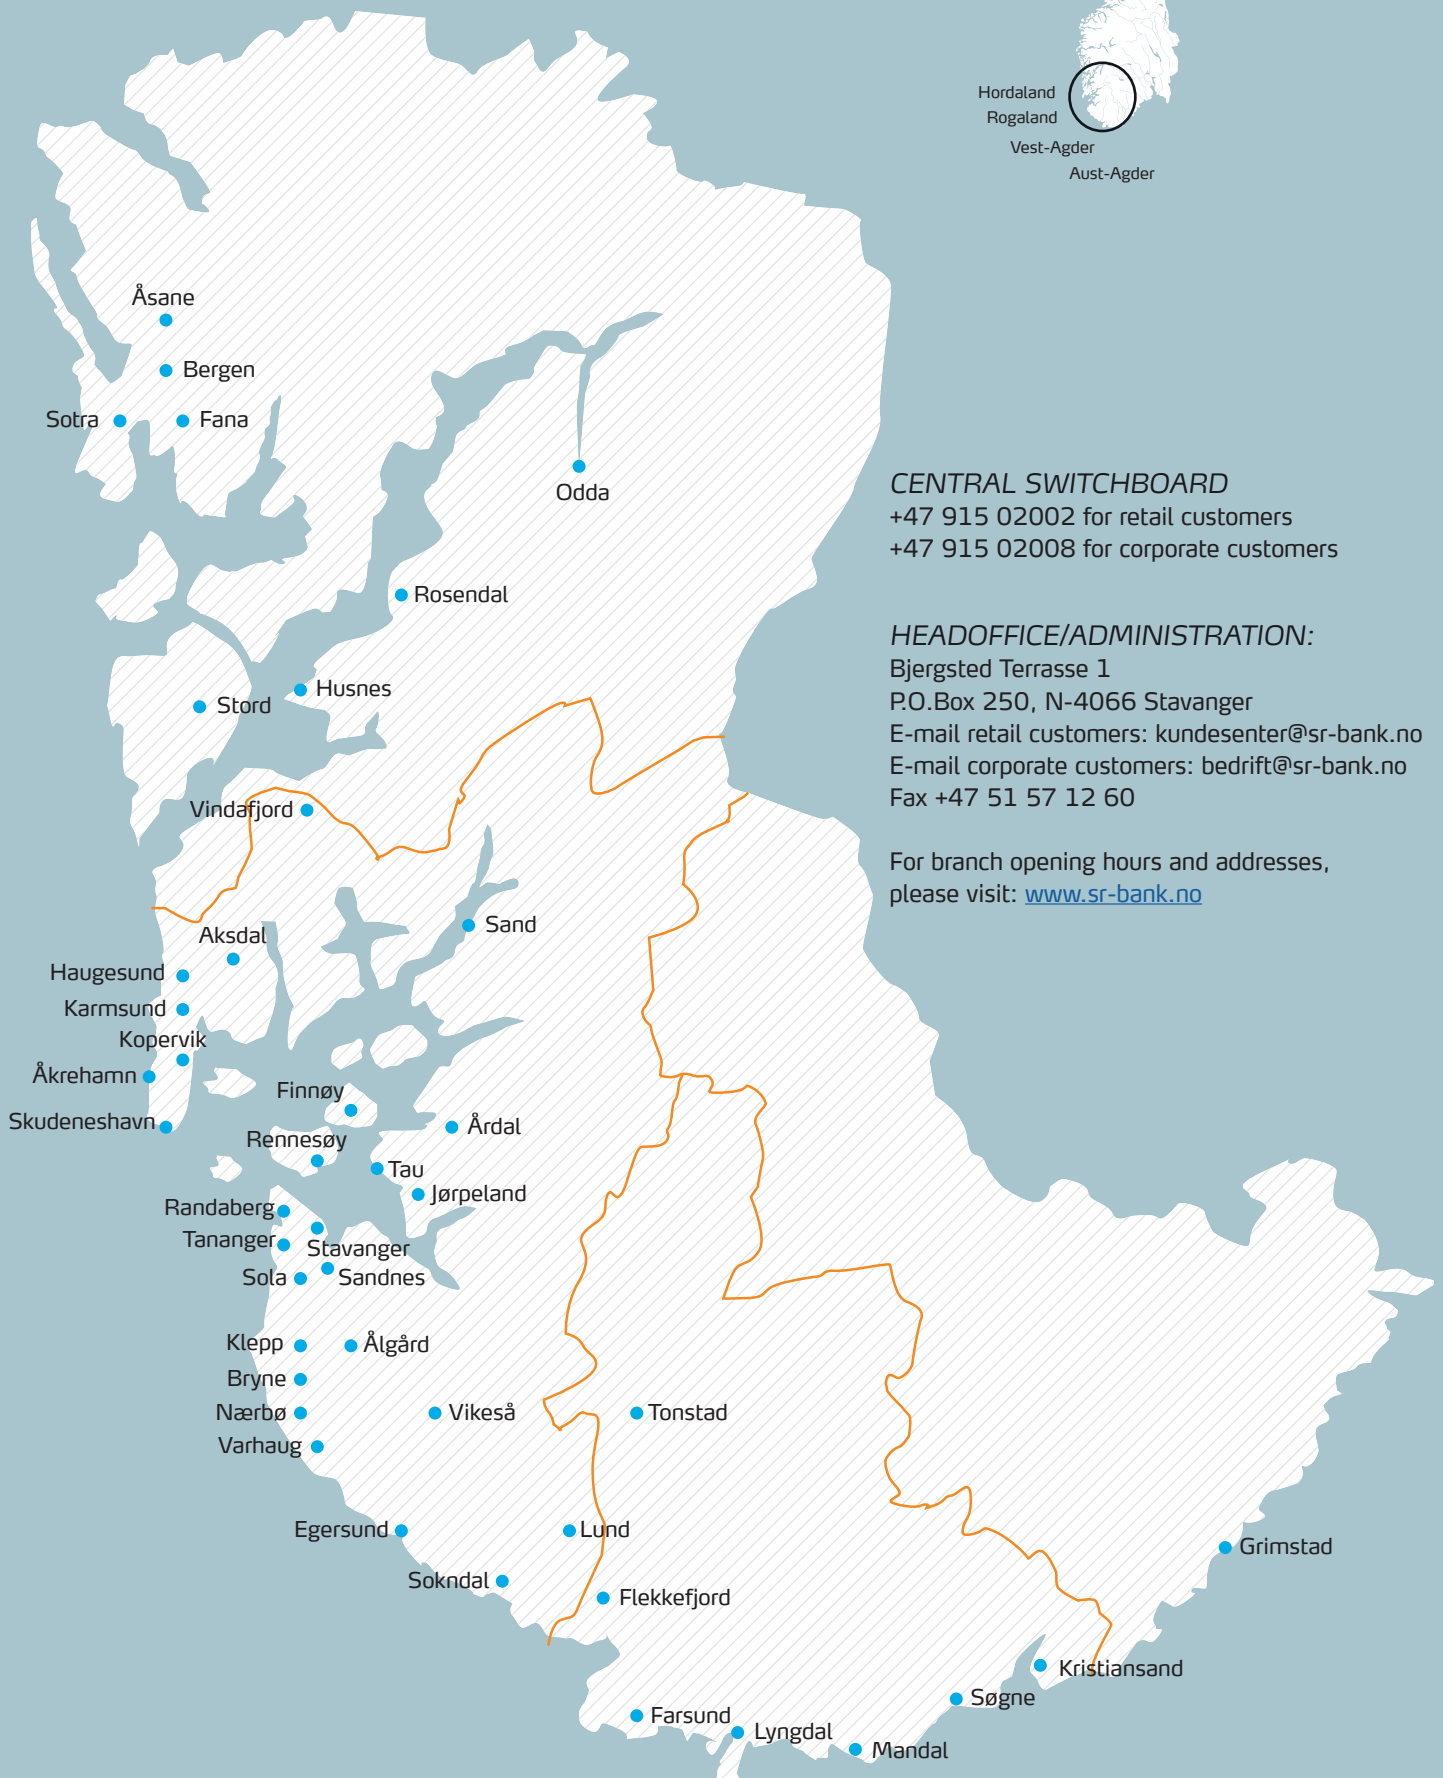 Hordaland
Rogaland
Vest-Agder
Aust-Agder
Åsane
Bergen
Sotra
Fana
Odda
CENTRAL SWITCHBOARD
+47 915 02002 for retail customers
+47 915 02008 for corporate customers
HEADOFFICE/ADMINISTRATION:
Bjergsted Terrasse 1
P.O.Box 250, N-4066 Stavanger
E-mail retail customers: kundesenter@sr-bank.no
E-mail corporate customers: bedrift@sr-bank.no
Fax +47 51 57 12 60
For branch opening hours and addresses,
please visit: www.sr-bank.no
Rosendal
Husnes
Stord
Vindafjord
Sand
Aksdal
Haugesund
Karmsund
Kopervik
Åkrehamn
Finnøy
Skudeneshavn
Årdal
Rennesøy
Tau
Jørpeland
Randaberg
Tananger
Stavanger
Sola
Sandnes
Klepp
Ålgård
Bryne
Nærbø
Vikeså
Tonstad
Varhaug
Egersund
Lund
Grimstad
Sokndal
Flekkefjord
Kristiansand
Søgne
Farsund
Lyngdal
Mandal